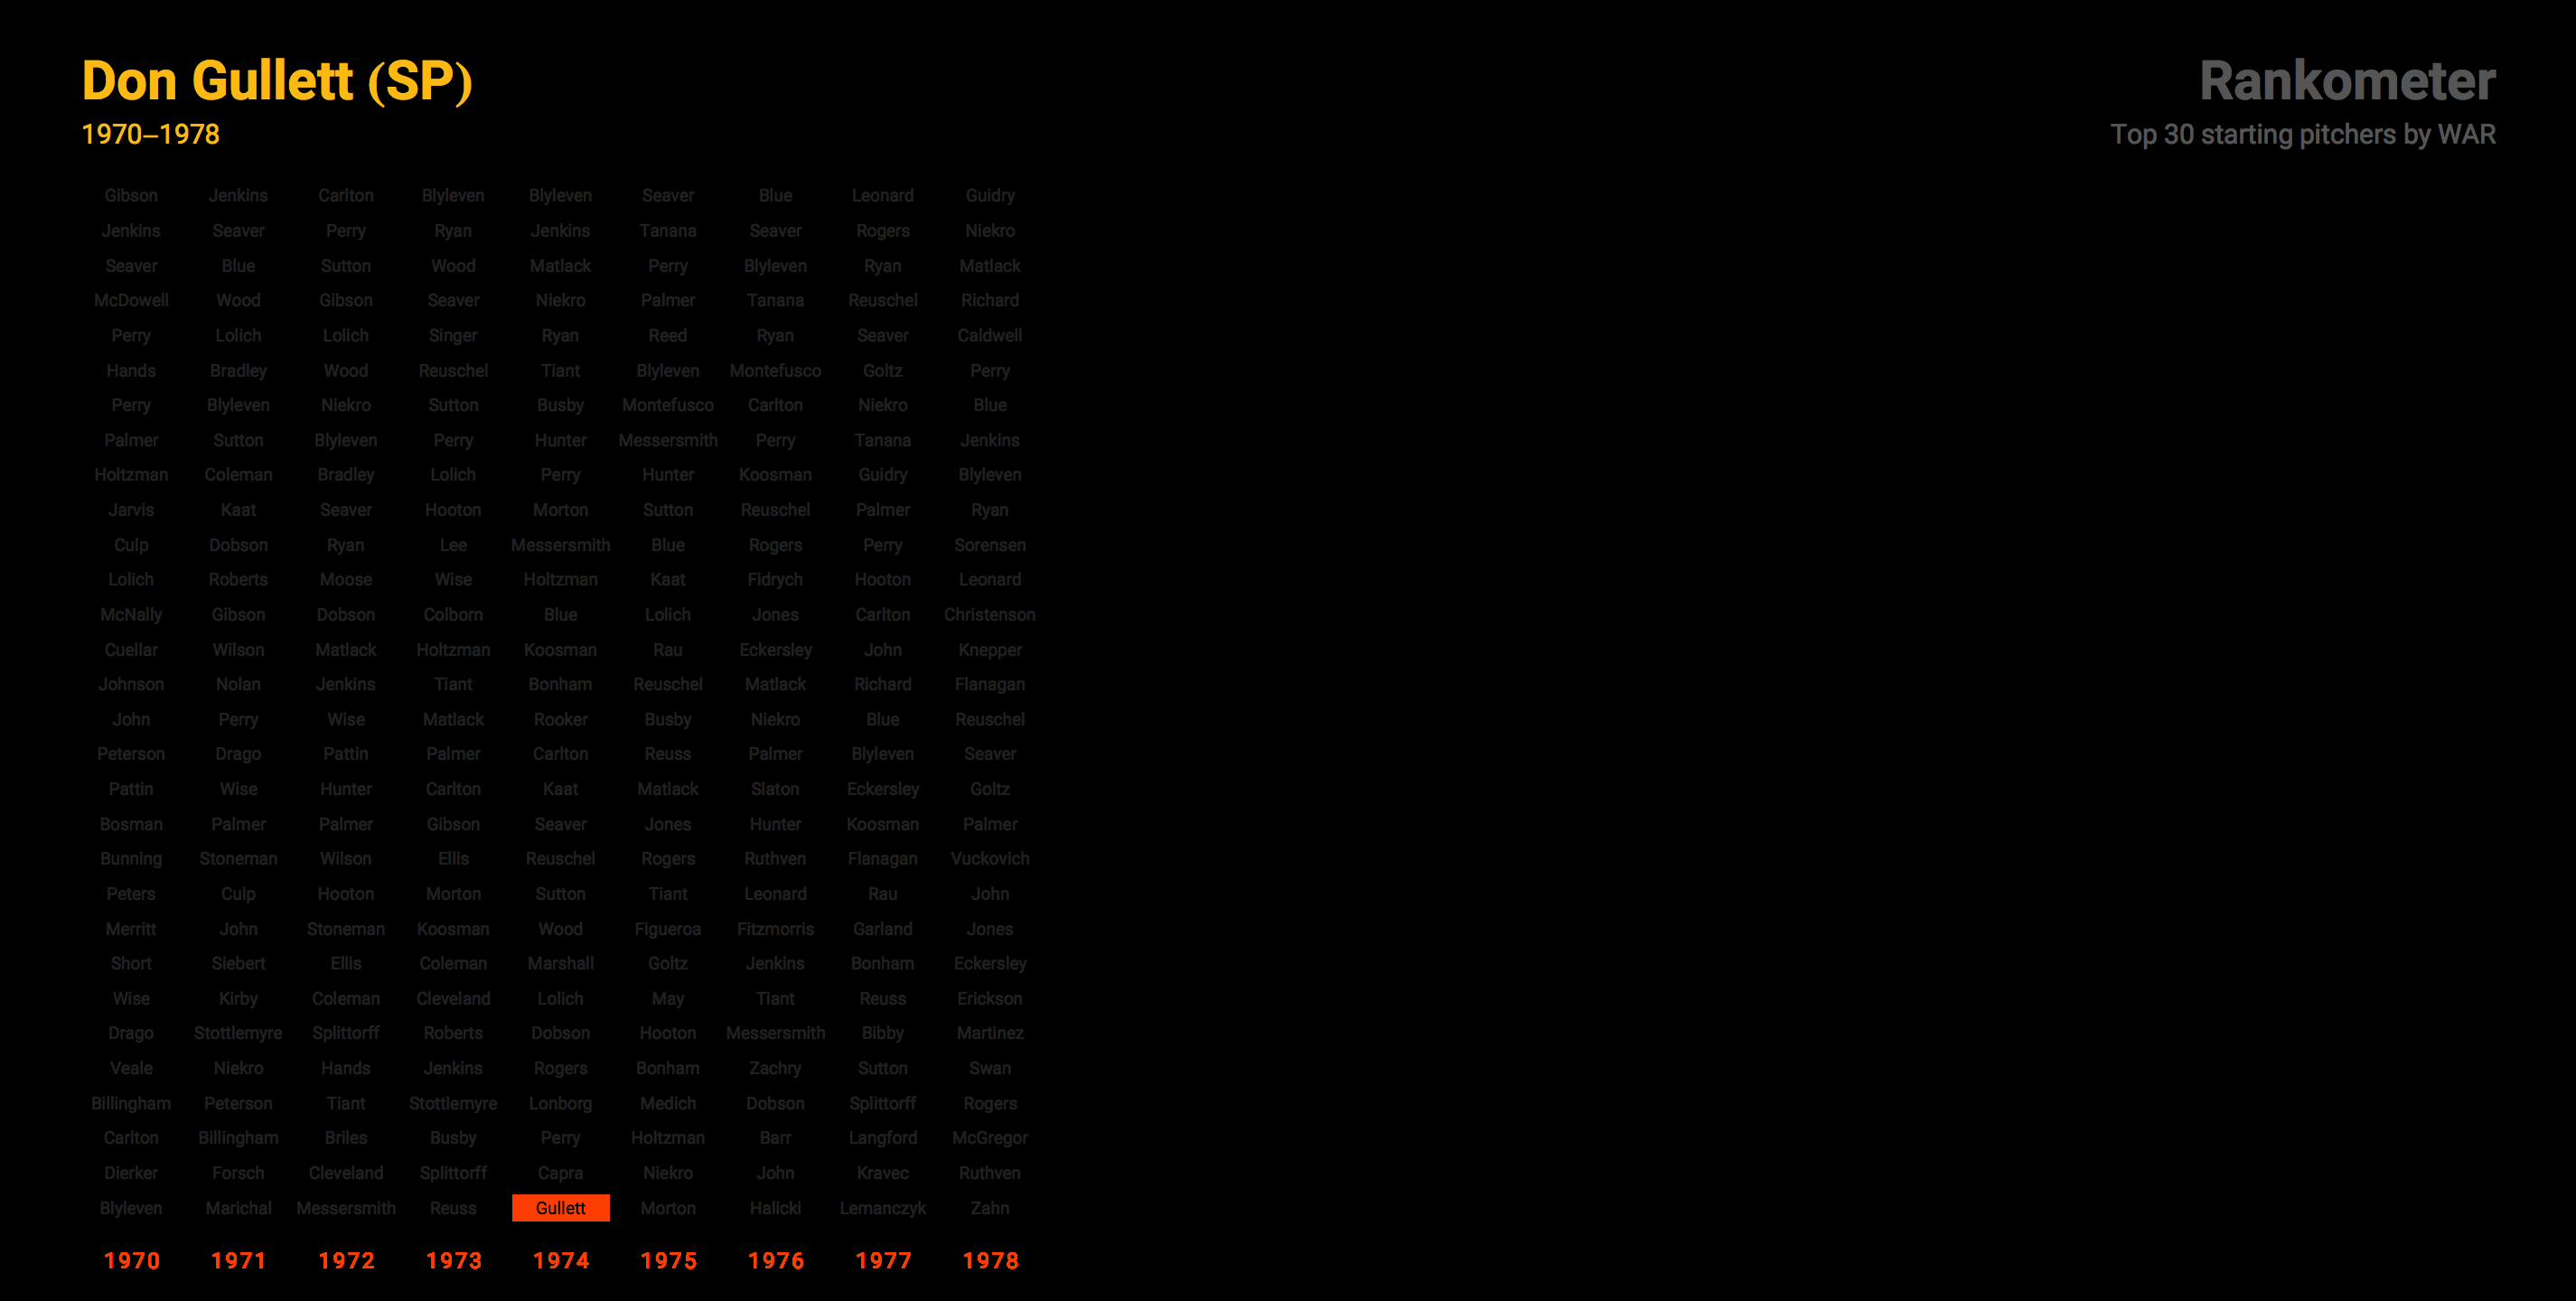 Don Gullett (SP)
1970–1978
Rankometer
Top 30 starting pitchers by WAR
Gibson Jenkins Carlton Blyleven Blyleven Seaver Blue Leonard Guidry
Jenkins Seaver Perry Ryan Jenkins Tanana Seaver Rogers Niekro
Seaver Blue Sutton Wood Matlack Perry Blyleven Ryan Matlack
McDowell Wood Gibson Seaver Niekro Palmer Tanana Reuschel Richard
Perry Lolich Lolich Singer Ryan Reed Ryan Seaver Caldwell
Hands Bradley Wood Reuschel Tiant Blyleven Montefusco Goltz Perry
Perry Blyleven Niekro Sutton Busby Montefusco Carlton Niekro Blue
Palmer Sutton Blyleven Perry Hunter Messersmith Perry Tanana Jenkins
Holtzman Coleman Bradley Lolich Perry Hunter Koosman Guidry Blyleven
Jarvis Kaat Seaver Hooton Morton Sutton Reuschel Palmer Ryan
Culp Dobson Ryan Lee Messersmith Blue Rogers Perry Sorensen
Lolich Roberts Moose Wise Holtzman Kaat Fidrych Hooton Leonard
McNally Gibson Dobson Colborn Blue Lolich Jones Carlton Christenson
Cuellar Wilson Matlack Holtzman Koosman Rau Eckersley John Knepper
Johnson Nolan Jenkins Tiant Bonham Reuschel Matlack Richard Flanagan
John Perry Wise Matlack Rooker Busby Niekro Blue Reuschel
Peterson Drago Pattin Palmer Carlton Reuss Palmer Blyleven Seaver
Pattin Wise Hunter Carlton Kaat Matlack Slaton Eckersley Goltz
Bosman Palmer Palmer Gibson Seaver Jones Hunter Koosman Palmer
Bunning Stoneman Wilson Ellis Reuschel Rogers Ruthven Flanagan Vuckovich
Peters Culp Hooton Morton Sutton Tiant Leonard Rau John
Merritt John Stoneman Koosman Wood Figueroa Fitzmorris Garland Jones
Short Siebert Ellis Coleman Marshall Goltz Jenkins Bonham Eckersley
Wise Kirby Coleman Cleveland Lolich May Tiant Reuss Erickson
Drago Stottlemyre Splittorff Roberts Dobson Hooton Messersmith Bibby Martinez
Veale Niekro Hands Jenkins Rogers Bonham Zachry Sutton Swan
Billingham Peterson Tiant Stottlemyre Lonborg Medich Dobson Splittorff Rogers
Carlton Billingham Briles Busby Perry Holtzman Barr Langford McGregor
Dierker Forsch Cleveland Splittorff Capra Niekro John Kravec Ruthven
Blyleven Marichal Messersmith Reuss Gullett Morton Halicki Lemanczyk Zahn
1970 1971 1972 1973 1974 1975 1976 1977 1978